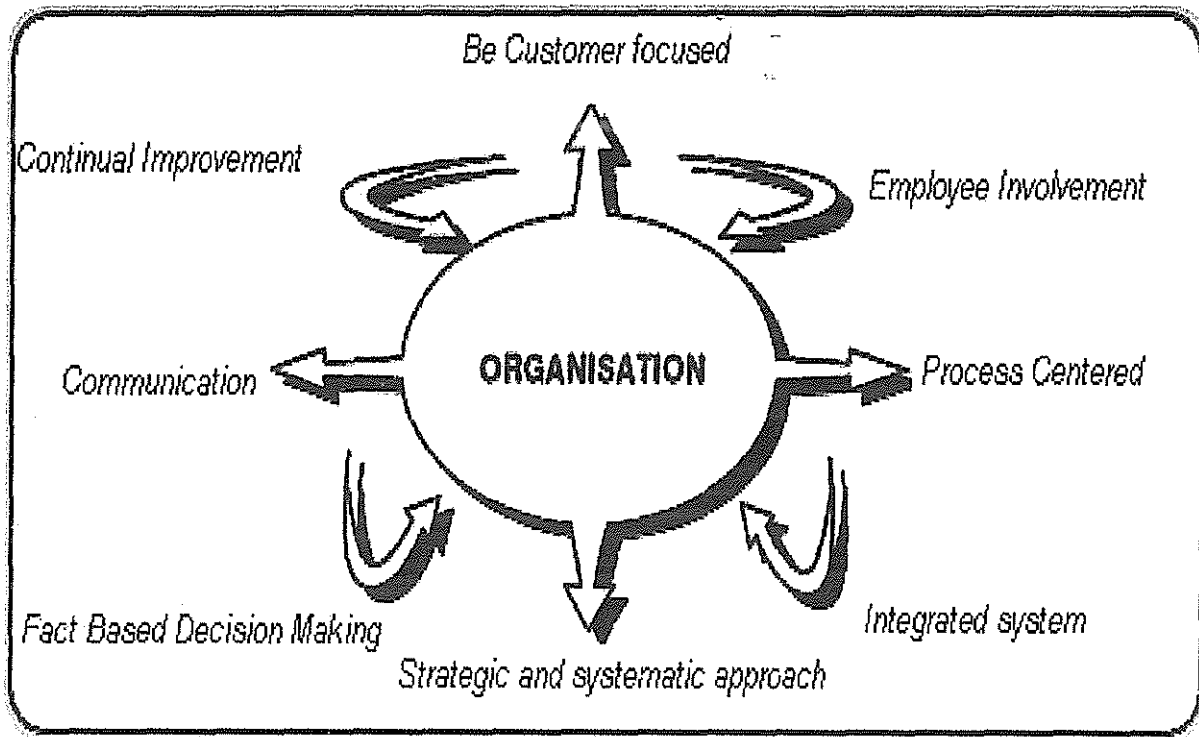 Be Customer focused
Continual Improvement
Employee Involvement
ORGANISATION
Communication
Process Centered
Fact Based Decision Making
Integrated system
Strategic and systematic approach